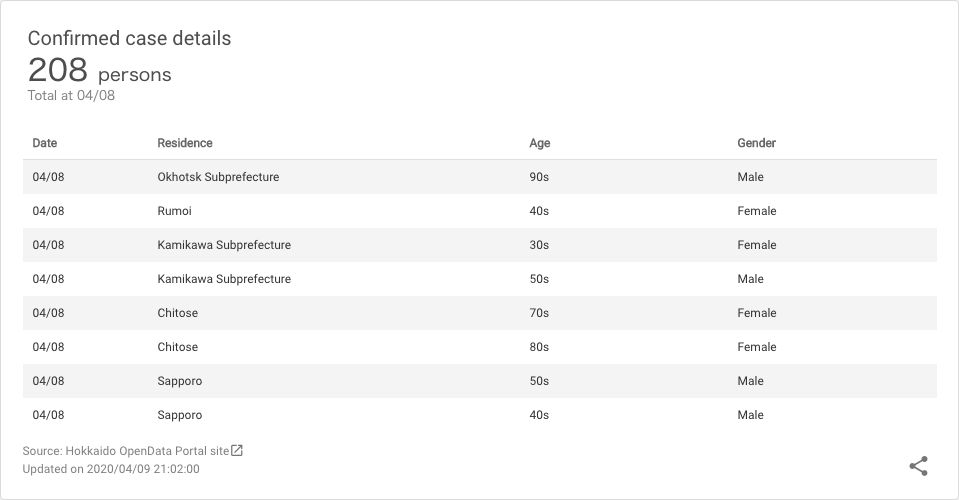 Confirmed case details
208 persons
Total at 04/08
Date Residence Age Gender
04/08 Okhotsk Subprefecture 90s Male
04/08 Rumoi 40s Female
04/08 Kamikawa Subprefecture 30s Female
04/08 Kamikawa Subprefecture 50s Male
04/08 Chitose 70s Female
04/08 Chitose 80s Female
04/08 Sapporo 50s Male
04/08 Sapporo 40s Male
Source: Hokkaido OpenData Portal site
Updated on 2020/04/09 21:02:00